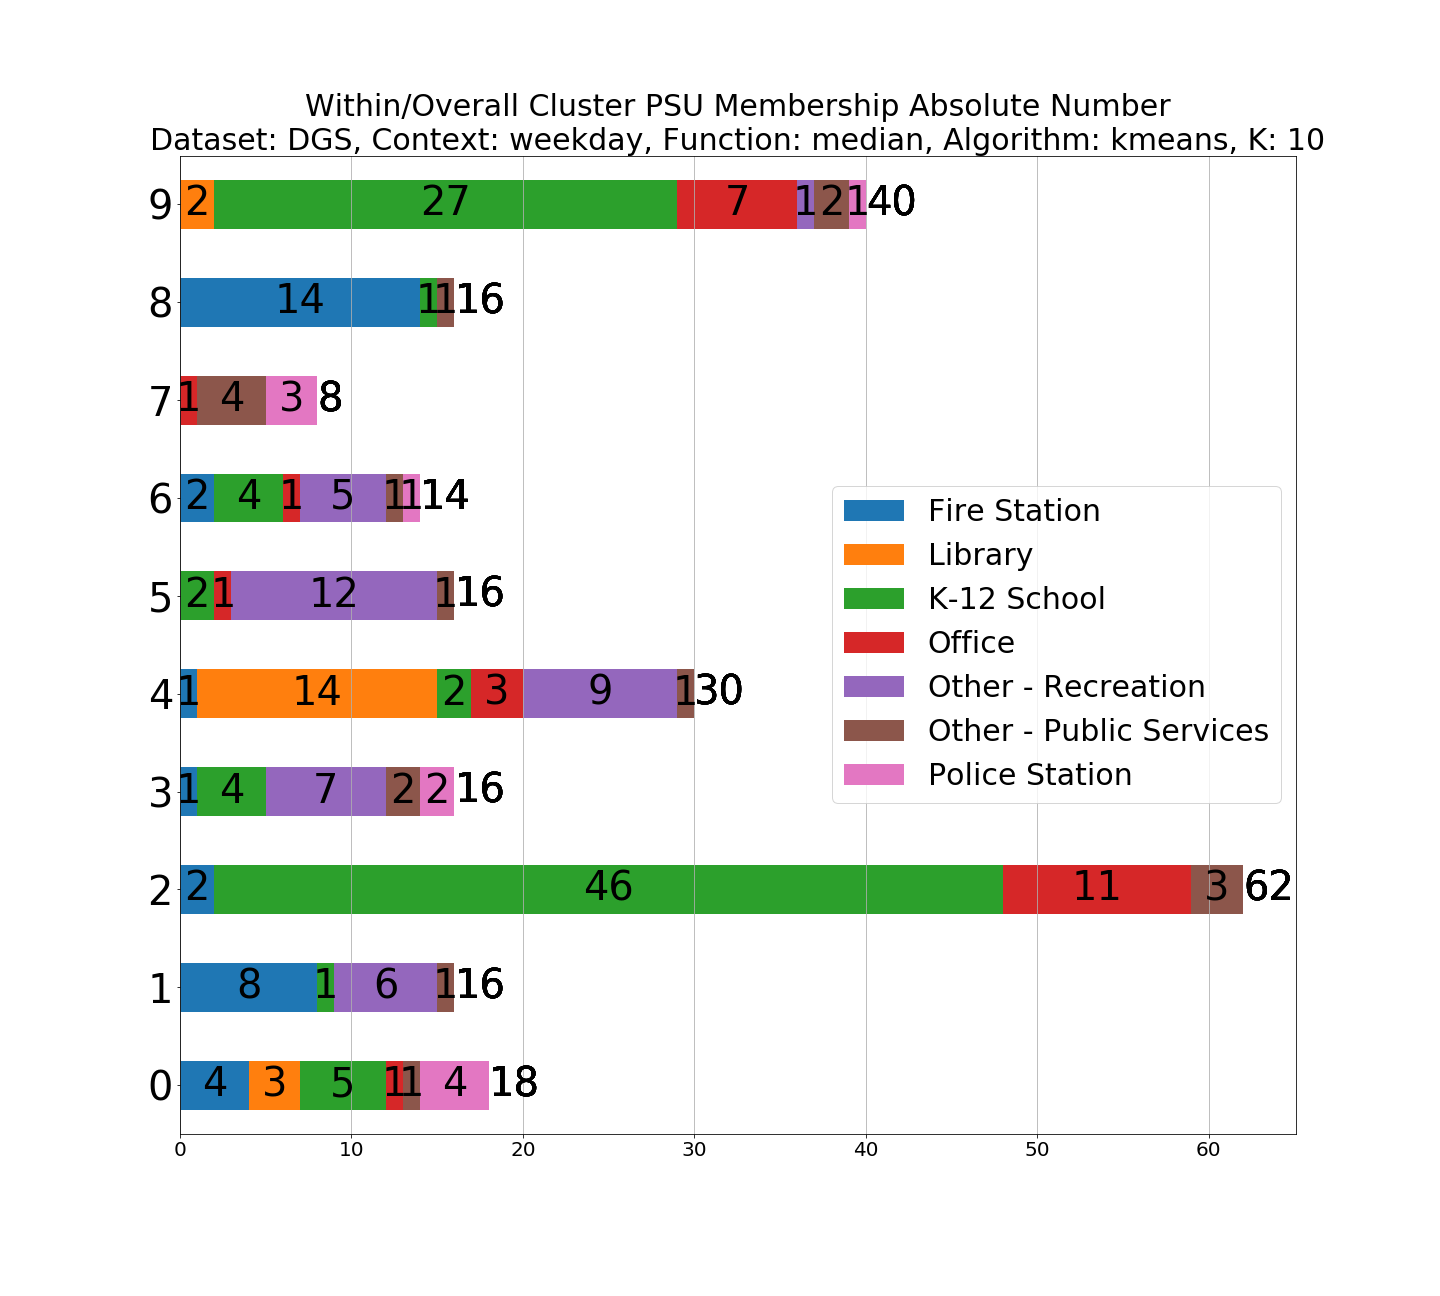 Within/Overall Cluster PSU Membership Absolute Number
Dataset: DGS, Context: weekday, Function: median, Algorithm: kmeans, K: 10
9 2 27 7 1 2 1 40
8 14 1 1 16
7 1 4 3 8
6 2 4 1 5 1 1 14
5 2 1 12 1 16
4 1 14 2 3 9 1 30
3 1 4 7 2 2 16
2 2 46 11 3 62
1 8 1 6 1 16
0 4 3 5 1 1 4 18
0 10 20 30 40 50 60
Fire Station
Library
K-12 School
Office
Other - Recreation
Other - Public Services
Police Station